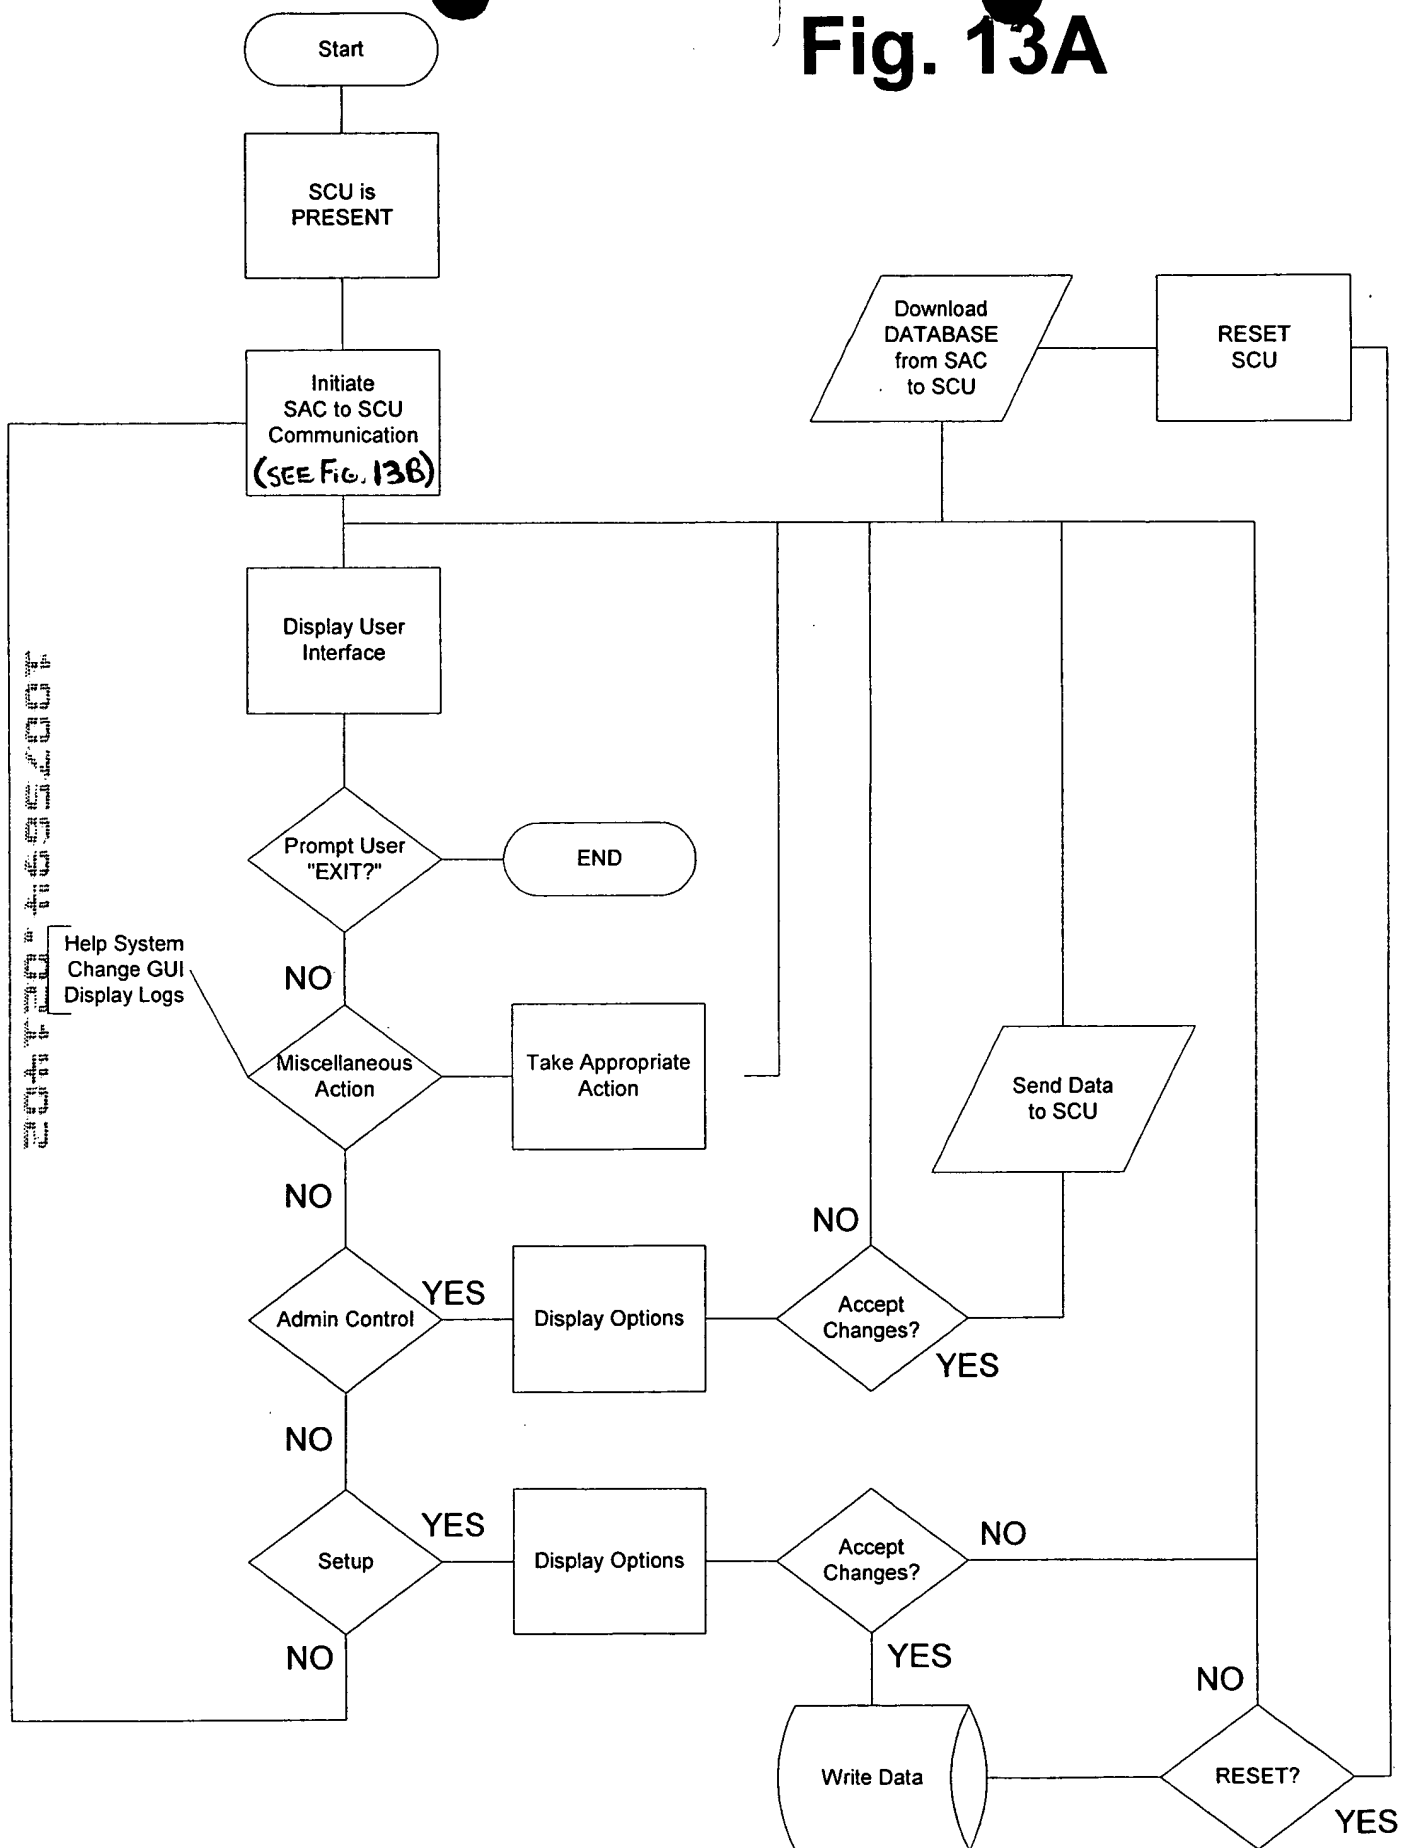 Fig. 13A
Start
SCU is
PRESENT
Initiate
SAC to SCU
Communication
(SEE FIG. 13B)
Download
DATABASE
from SAC
to SCU
RESET
SCU
Display User
Interface
Prompt User
"EXIT?"
END
NO
Help System
Change GUI
Display Logs
Miscellaneous
Action
Take Appropriate
Action
Send Data
to SCU
NO
NO
Admin Control
YES
Display Options
Accept
Changes?
YES
NO
Setup
YES
Display Options
Accept
Changes?
NO
NO
YES
Write Data
NO
RESET?
YES
10075694.021402